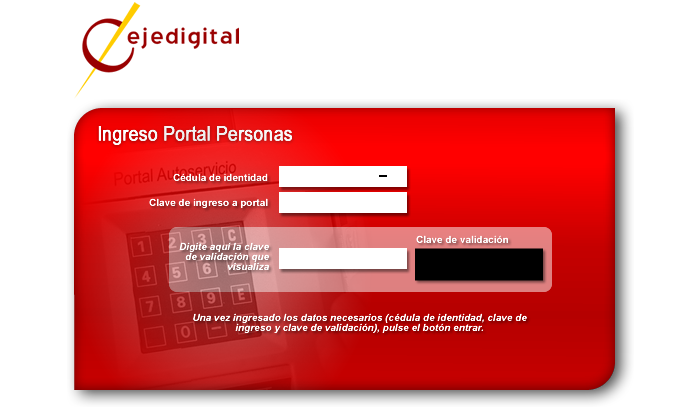 ejedigital
Ingreso Portal Personas
Portal Autoservicio
Cédula de identidad
–
Clave de ingreso a portal
Clave de validación
Digite aquí la clave
de validación que
visualiza
1 2 3 C
4 5 6
7 8 9 E
0 –
Una vez ingresado los datos necesarios (cédula de identidad, clave de
ingreso y clave de validación), pulse el botón entrar.